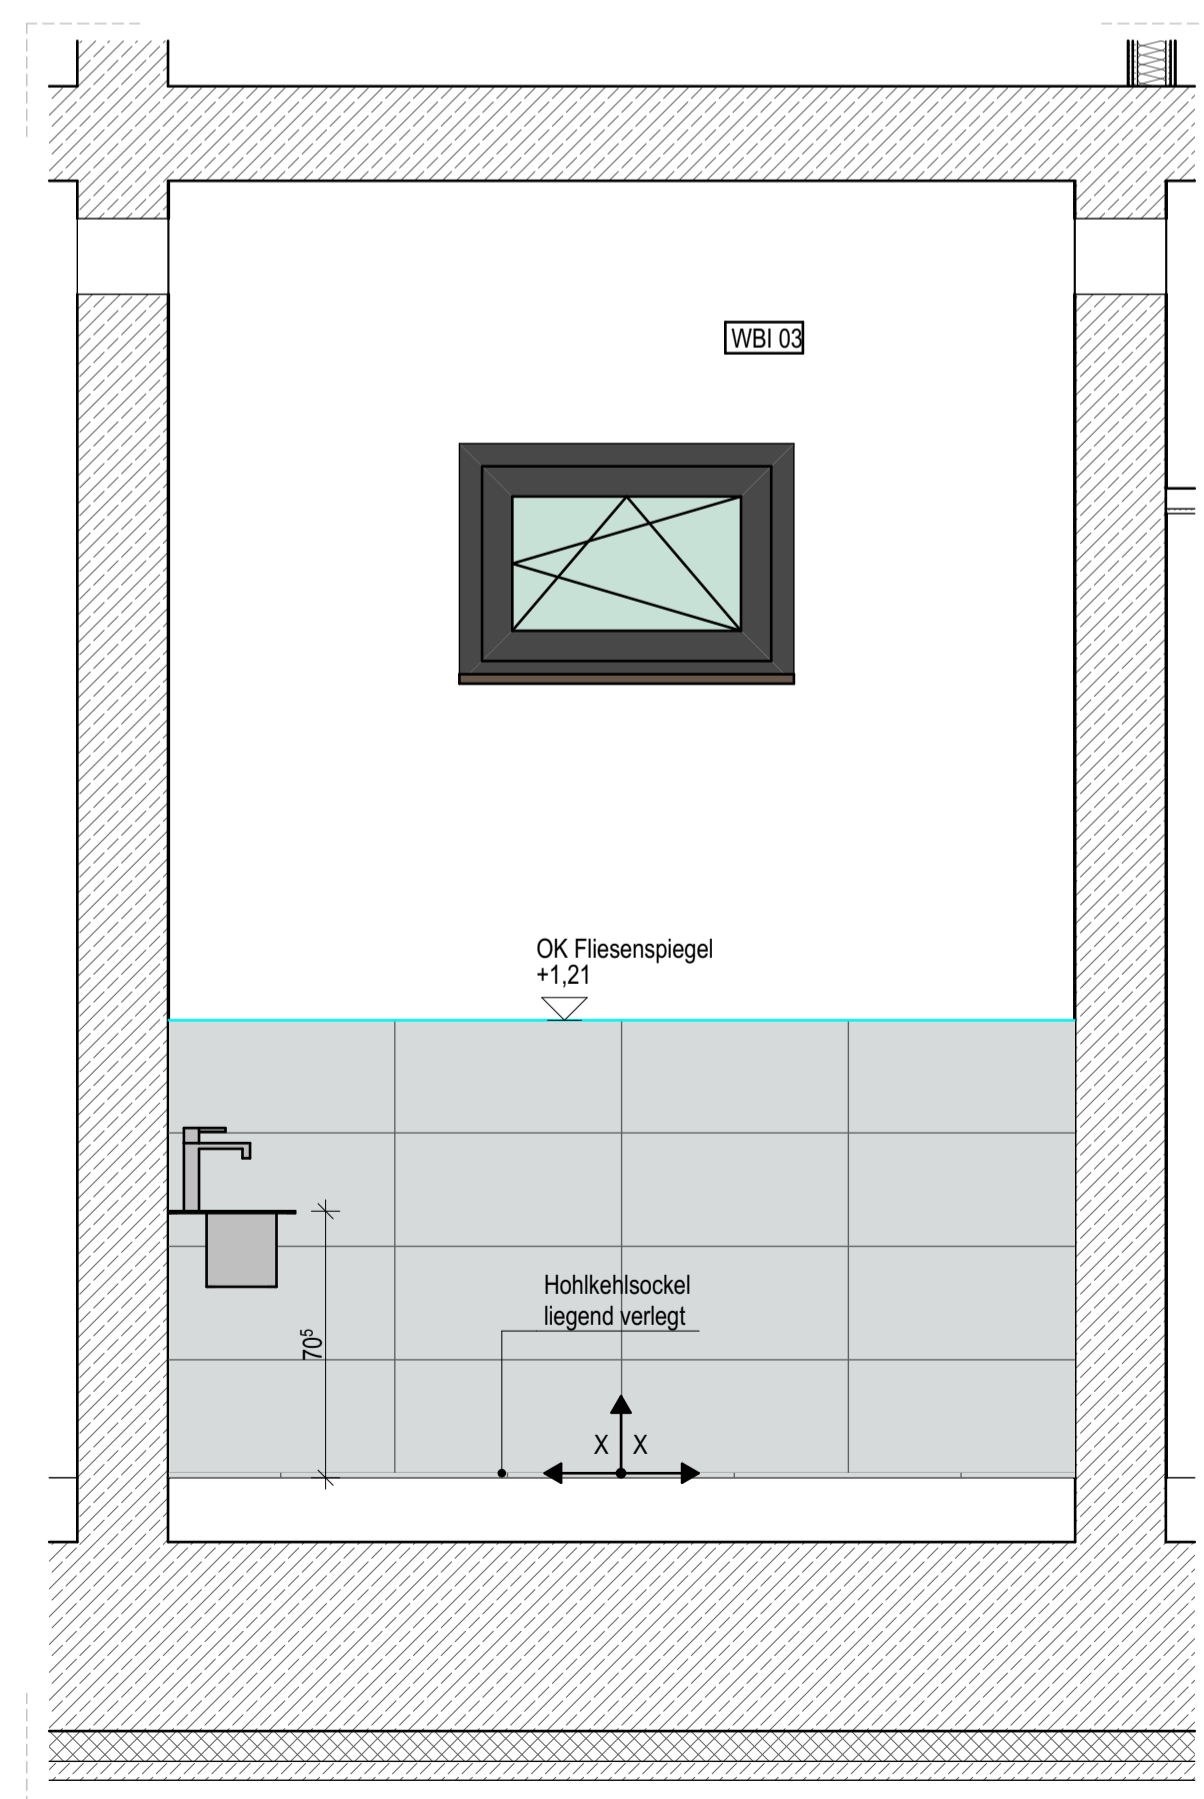 WBI 03
OK Fliesenspiegel
+1,21
Hohlkehlsockel
liegend verlegt
70⁵
X X